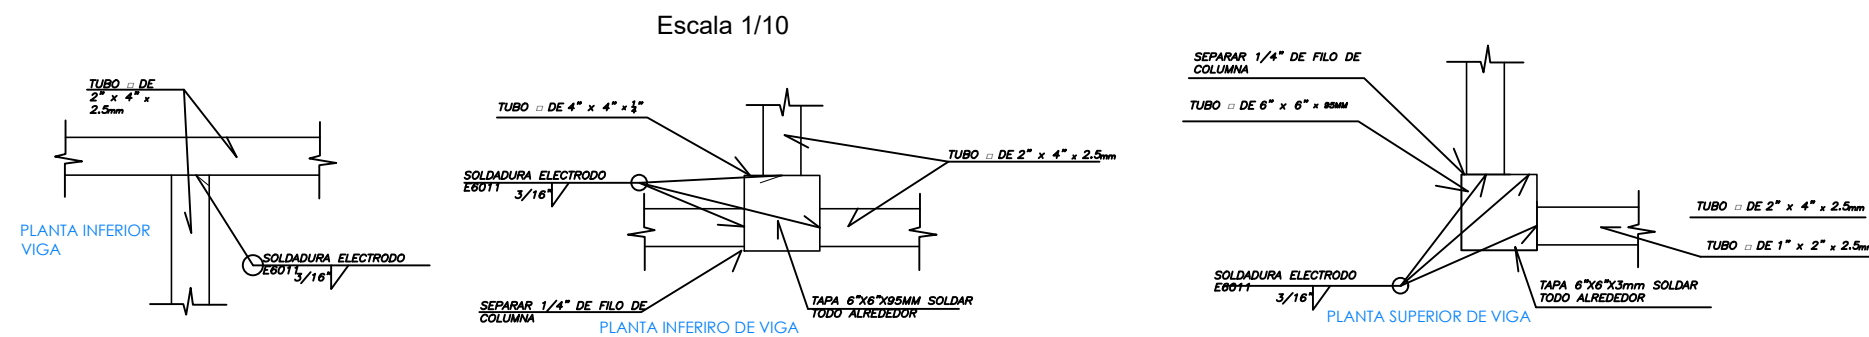 Escala 1/10
TUBO □ DE
2" x 4" x
2.5mm
PLANTA INFERIOR
VIGA
SOLDADURA ELECTRODO
E6011
3/16"
TUBO □ DE 4" x 4" x ¼"
SOLDADURA ELECTRODO
E6011
3/16"
TUBO □ DE 2" x 4" x 2.5mm
SEPARAR 1/4" DE FILO DE
COLUMNA
TAPA 6"X6"X95MM SOLDAR
TODO ALREDEDOR
PLANTA INFERIRO DE VIGA
SEPARAR 1/4" DE FILO DE
COLUMNA
TUBO □ DE 6" x 6" x 95MM
TUBO □ DE 2" x 4" x 2.5mm
TUBO □ DE 1" x 2" x 2.5m
SOLDADURA ELECTRODO
E6011
3/16"
TAPA 6"X6"X3mm SOLDAR
TODO ALREDEDOR
PLANTA SUPERIOR DE VIGA